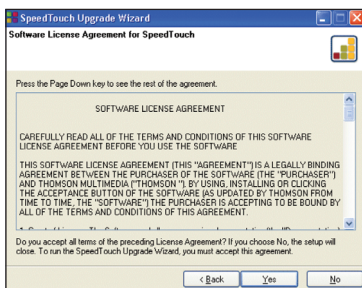 SpeedTouch Upgrade Wizard
Software License Agreement for SpeedTouch
Press the Page Down key to see the rest of the agreement.
SOFTWARE LICENSE AGREEMENT
CAREFULLY READ ALL OF THE TERMS AND CONDITIONS OF THIS SOFTWARE
LICENSE AGREEMENT BEFORE YOU USE THE SOFTWARE
THIS SOFTWARE LICENSE AGREEMENT (THIS "AGREEMENT") IS A LEGALLY BINDING
AGREEMENT BETWEEN THE PURCHASER OF THE SOFTWARE (THE "PURCHASER")
AND THOMSON MULTIMEDIA ("THOMSON "). BY USING, INSTALLING OR CLICKING
THE ACCEPTANCE BUTTON OF THE SOFTWARE (AS UPDATED BY THOMSON FROM
TIME TO TIME, THE "SOFTWARE") THE PURCHASER IS ACCEPTING TO BE BOUND BY
ALL OF THE TERMS AND CONDITIONS OF THIS AGREEMENT.
Do you accept all terms of the preceding License Agreement? If you choose No, the setup will
close. To run the SpeedTouch Upgrade Wizard, you must accept this agreement.
< Back Yes No